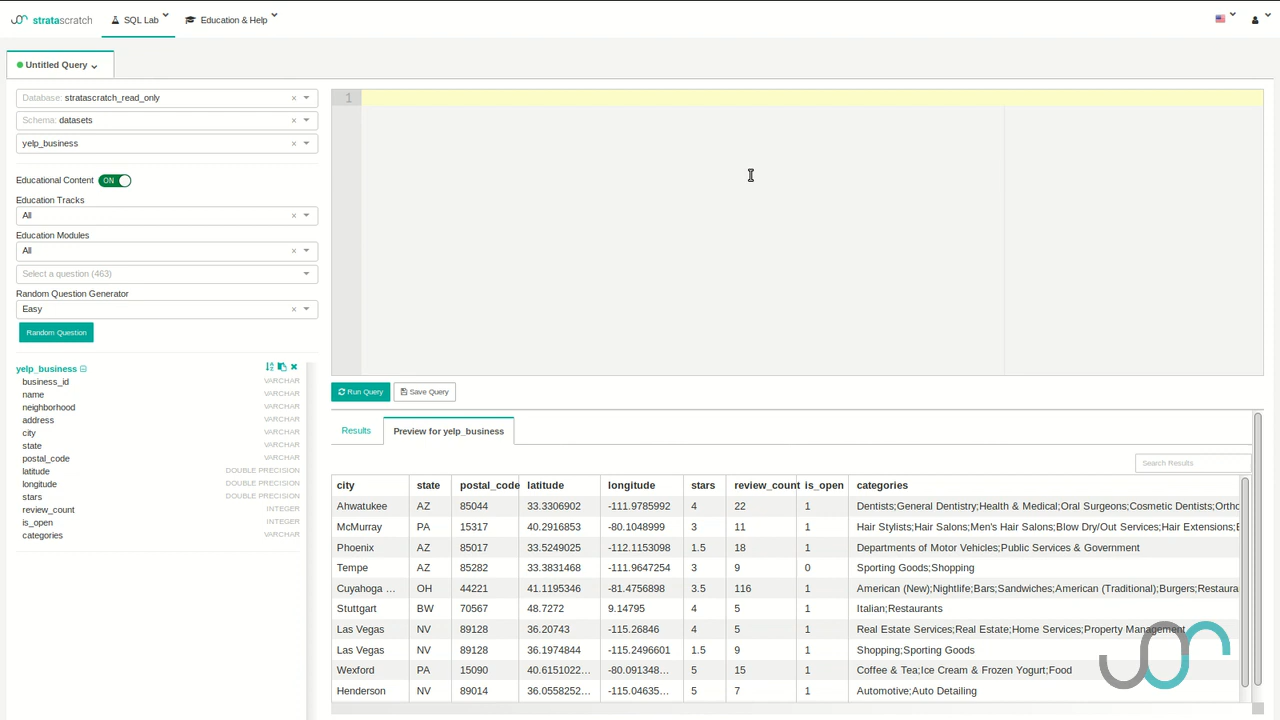 stratascratch SQL Lab Education & Help
Untitled Query
Database: stratascratch_read_only
Schema: datasets
yelp_business
Educational Content ON
Education Tracks
All
Education Modules
All
Select a question (463)
Random Question Generator
Easy
Random Question
yelp_business
business_id VARCHAR
name VARCHAR
neighborhood VARCHAR
address VARCHAR
city VARCHAR
state VARCHAR
postal_code VARCHAR
latitude DOUBLE PRECISION
longitude DOUBLE PRECISION
stars DOUBLE PRECISION
review_count INTEGER
is_open INTEGER
categories VARCHAR
1
Run Query Save Query
Results Preview for yelp_business
Search Results
city state postal_code latitude longitude stars review_count is_open categories
Ahwatukee AZ 85044 33.3306902 -111.9785992 4 22 1 Dentists;General Dentistry;Health & Medical;Oral Surgeons;Cosmetic Dentists;Ortho
McMurray PA 15317 40.2916853 -80.1048999 3 11 1 Hair Stylists;Hair Salons;Men's Hair Salons;Blow Dry/Out Services;Hair Extensions;E
Phoenix AZ 85017 33.5249025 -112.1153098 1.5 18 1 Departments of Motor Vehicles;Public Services & Government
Tempe AZ 85282 33.3831468 -111.9647254 3 9 0 Sporting Goods;Shopping
Cuyahoga ... OH 44221 41.1195346 -81.4756898 3.5 116 1 American (New);Nightlife;Bars;Sandwiches;American (Traditional);Burgers;Restaura
Stuttgart BW 70567 48.7272 9.14795 4 5 1 Italian;Restaurants
Las Vegas NV 89128 36.20743 -115.26846 4 5 1 Real Estate Services;Real Estate;Home Services;Property Management
Las Vegas NV 89128 36.1974844 -115.2496601 1.5 9 1 Shopping;Sporting Goods
Wexford PA 15090 40.6151022... -80.091348... 5 15 1 Coffee & Tea;Ice Cream & Frozen Yogurt;Food
Henderson NV 89014 36.0558252... -115.04635... 5 7 1 Automotive;Auto Detailing